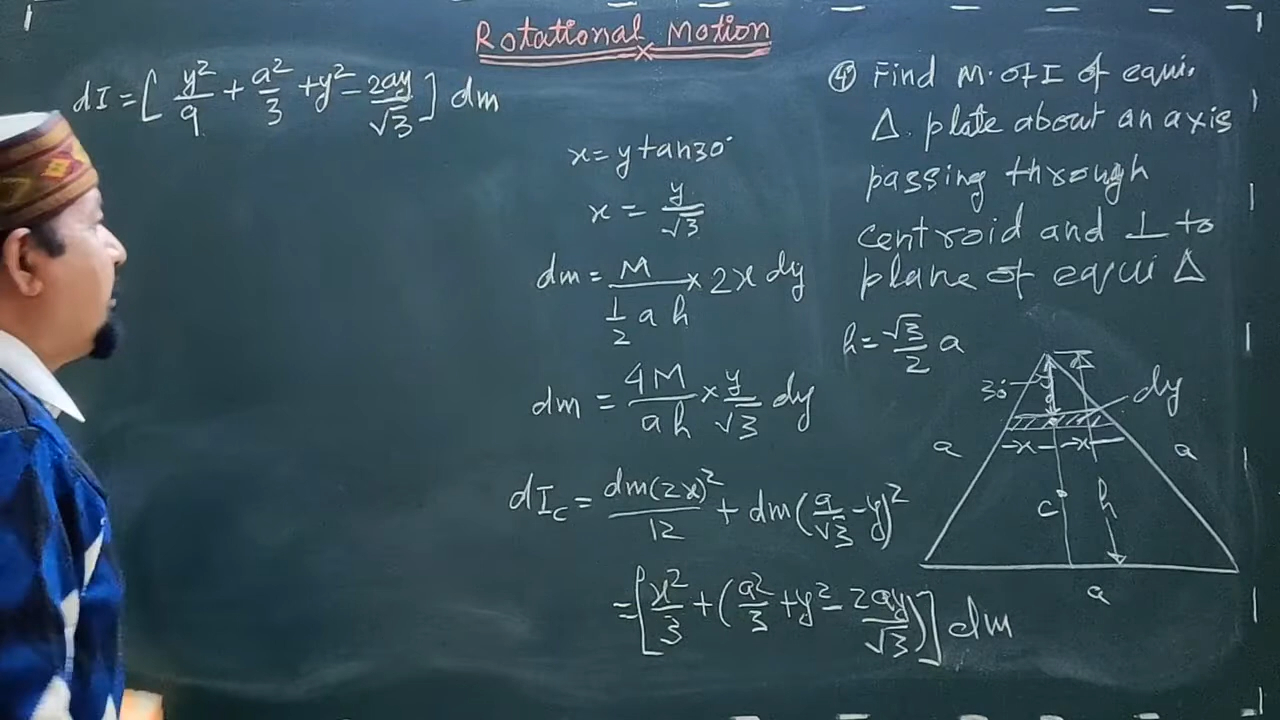 Rotational Motion
dI = [ y²/9 + a²/3 + y² - 2ay/√3 ] dm
x = y tan30°
x = y/√3
dm = M/(1/2 a h) × 2x dy
dm = 4M/(a h) × y/√3 dy
dI_C = dm(2x)²/12 + dm(a/√3 - y)²
= [ x²/3 + (a²/3 + y² - 2ay/√3) ] dm
④ Find M. of I of equi.
Δ. plate about an axis
passing through
centroid and ⊥ to
plane of equi Δ
h = √3/2 a
30°
y
dy
-x- -x-
a
a
C
h
a